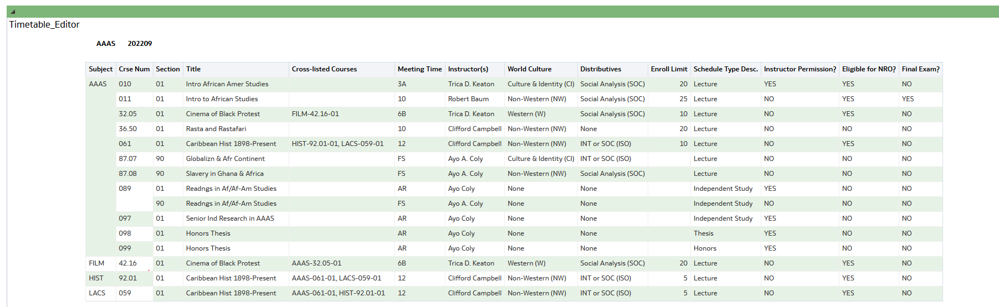 Timetable_Editor
AAAS 202209
Subject Crse Num Section Title Cross-listed Courses Meeting Time Instructor(s) World Culture Distributives Enroll Limit Schedule Type Desc. Instructor Permission? Eligible for NRO? Final Exam?
AAAS 010 01 Intro African Amer Studies 3A Trica D. Keaton Culture & Identity (CI) Social Analysis (SOC) 20 Lecture YES YES NO
011 01 Intro to African Studies 10 Robert Baum Non-Western (NW) Social Analysis (SOC) 25 Lecture NO YES YES
32.05 01 Cinema of Black Protest FILM-42.16-01 6B Trica D. Keaton Western (W) Social Analysis (SOC) 10 Lecture NO YES NO
36.50 01 Rasta and Rastafari 10 Clifford Campbell Non-Western (NW) None 20 Lecture NO NO NO
061 01 Caribbean Hist 1898-Present HIST-92.01-01, LACS-059-01 12 Clifford Campbell Non-Western (NW) INT or SOC (ISO) 10 Lecture NO YES NO
87.07 90 Globalizn & Afr Continent FS Ayo A. Coly Culture & Identity (CI) INT or SOC (ISO) Lecture NO NO NO
87.08 90 Slavery in Ghana & Africa FS Ayo A. Coly Non-Western (NW) Social Analysis (SOC) Lecture NO NO NO
089 01 Readngs in Af/Af-Am Studies AR Ayo Coly None None Independent Study YES NO NO
90 Readngs in Af/Af-Am Studies FS Ayo A. Coly None None Independent Study NO NO NO
097 01 Senior Ind Research in AAAS AR Ayo Coly None None Independent Study YES NO NO
098 01 Honors Thesis AR Ayo Coly None None Thesis YES NO NO
099 01 Honors Thesis AR Ayo Coly None None Honors YES NO NO
FILM 42.16 01 Cinema of Black Protest AAAS-32.05-01 6B Trica D. Keaton Western (W) Social Analysis (SOC) 20 Lecture NO YES NO
HIST 92.01 01 Caribbean Hist 1898-Present AAAS-061-01, LACS-059-01 12 Clifford Campbell Non-Western (NW) INT or SOC (ISO) 5 Lecture NO YES NO
LACS 059 01 Caribbean Hist 1898-Present AAAS-061-01, HIST-92.01-01 12 Clifford Campbell Non-Western (NW) INT or SOC (ISO) 5 Lecture NO YES NO